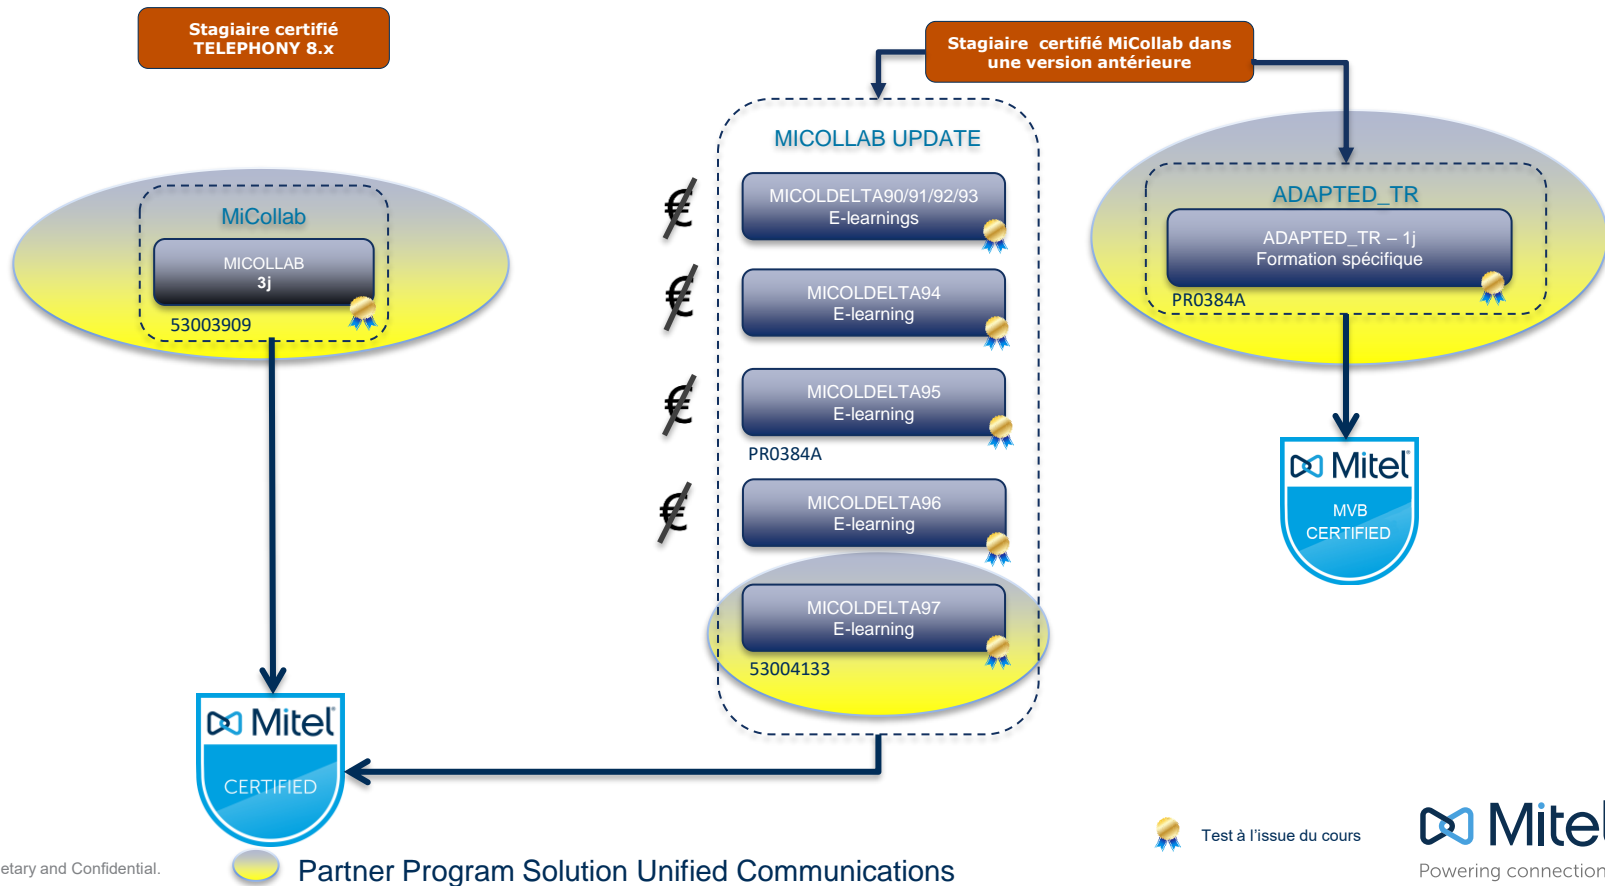 Stagiaire certifié
TELEPHONY 8.x
Stagiaire certifié MiCollab dans
une version antérieure
MiCollab
MICOLLAB
3j
53003909
MICOLLAB UPDATE
€
MICOLDELTA90/91/92/93
E-learnings
€
MICOLDELTA94
E-learning
€
MICOLDELTA95
E-learning
PR0384A
€
MICOLDELTA96
E-learning
MICOLDELTA97
E-learning
53004133
ADAPTED_TR
ADAPTED_TR – 1j
Formation spécifique
PR0384A
Mitel
MVB
CERTIFIED
Mitel
CERTIFIED
Test à l'issue du cours
Mitel
Powering connection
etary and Confidential.
Partner Program Solution Unified Communications